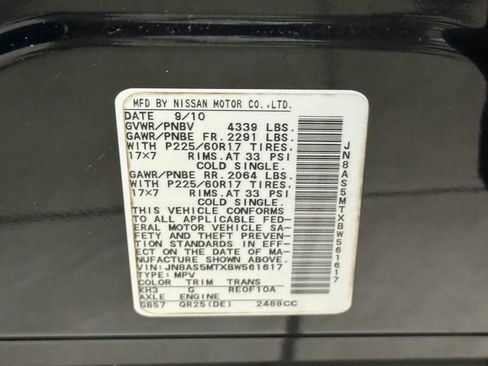 MFD BY NISSAN MOTOR CO.,LTD.
DATE 9/10
GVWR/PNBV 4339 LBS.
GAWR/PNBE FR. 2291 LBS.
WITH P225/60R17 TIRES,
17×7 RIMS.AT 33 PSI
COLD SINGLE.
GAWR/PNBE RR. 2064 LBS.
WITH P225/60R17 TIRES,
17×7 RIMS.AT 33 PSI
COLD SINGLE.
THIS VEHICLE CONFORMS
TO ALL APPLICABLE FED-
ERAL MOTOR VEHICLE SA-
FETY AND THEFT PREVENTION
STANDARDS IN EFF-
ECT ON THE DATE OF MA-
NUFACTURE SHOWN ABOVE.
VIN:JN8AS5MTXBW561617
TYPE:MPV
COLOR TRIM TRANS
KH3 G RE0F10A
AXLE ENGINE
GB57 QR25(DE) 2488CC
JN8AS5MTXBW561617